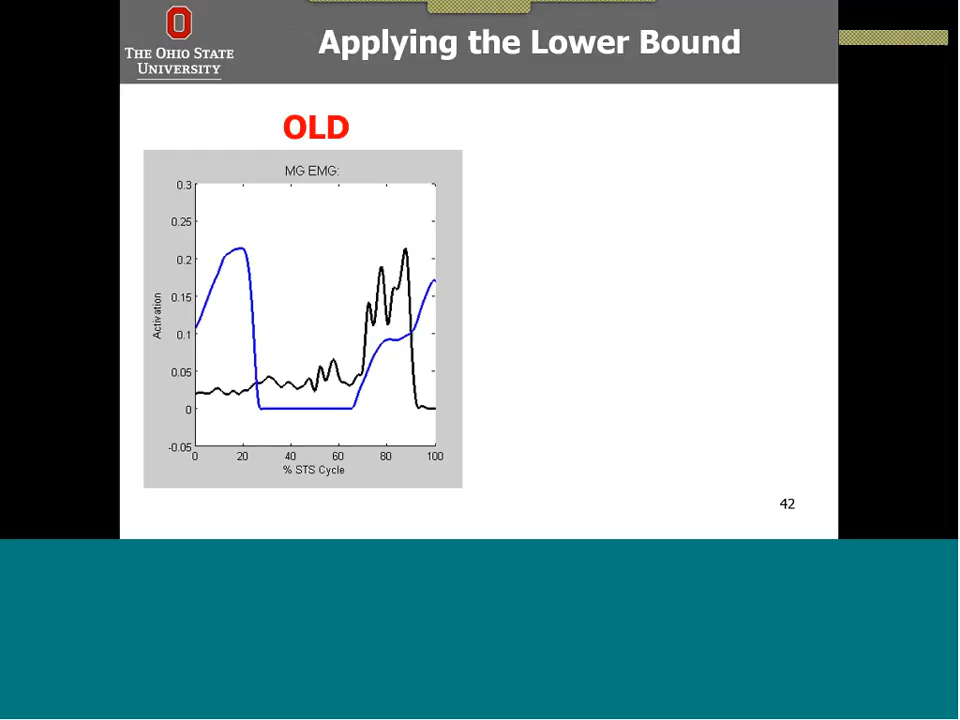 THE OHIO STATE
UNIVERSITY
Applying the Lower Bound
OLD
MG EMG:
0.3
0.25
0.2
0.15
0.1
0.05
0
-0.05
Activation
0 20 40 60 80 100
% STS Cycle
42